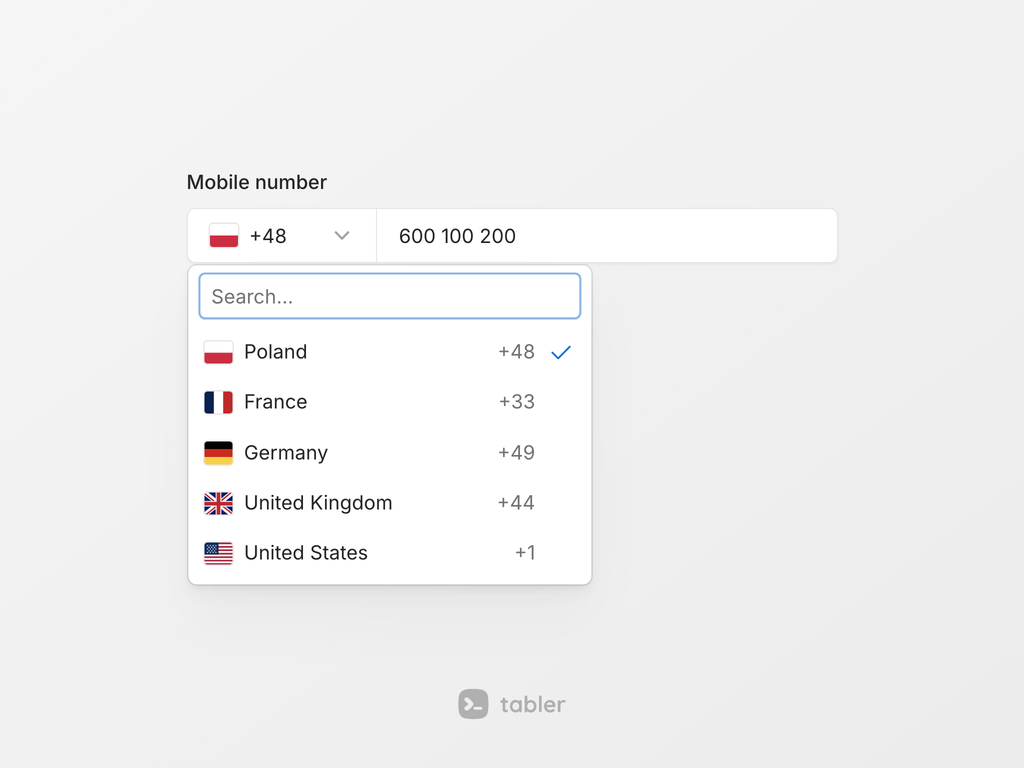 Mobile number
+48 600 100 200
Search...
Poland +48
France +33
Germany +49
United Kingdom +44
United States +1
tabler